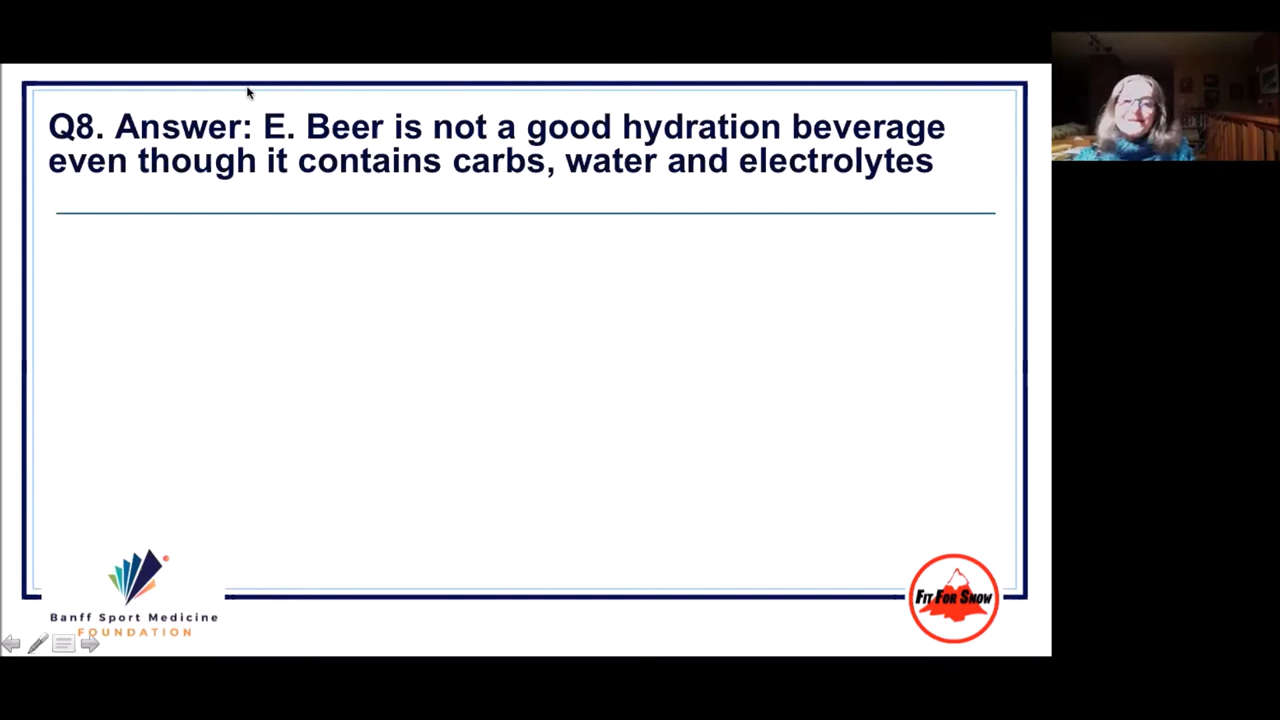 Q8. Answer: E. Beer is not a good hydration beverage
even though it contains carbs, water and electrolytes
Banff Sport Medicine
FOUNDATION
FIT FOR SNOW